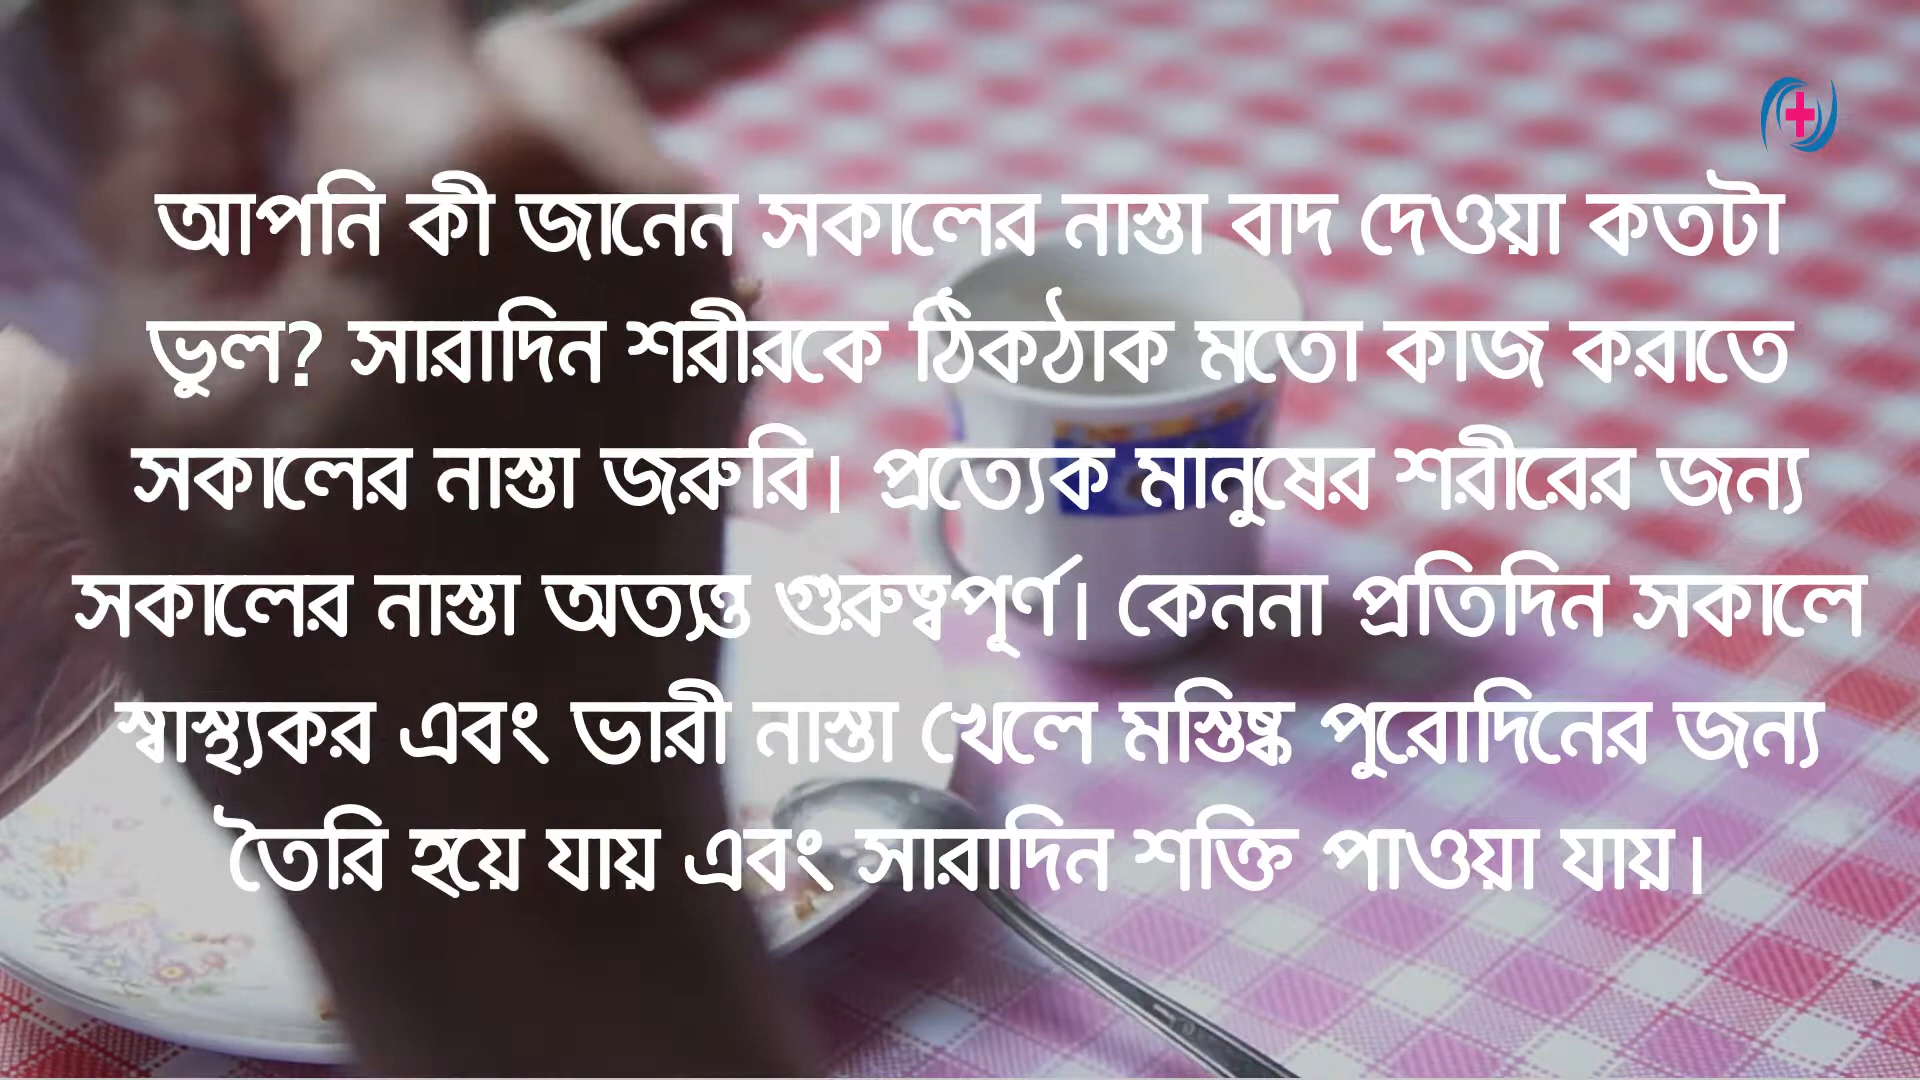 আপনি কী জানেন সকালের নাস্তা বাদ দেওয়া কতটা
ভুল? সারাদিন শরীরকে ঠিকঠাক মতো কাজ করাতে
সকালের নাস্তা জরুরি। প্রত্যেক মানুষের শরীরের জন্য
সকালের নাস্তা অত্যন্ত গুরুত্বপূর্ণ। কেননা প্রতিদিন সকালে
স্বাস্থ্যকর এবং ভারী নাস্তা খেলে মস্তিষ্ক পুরোদিনের জন্য
তৈরি হয়ে যায় এবং সারাদিন শক্তি পাওয়া যায়।